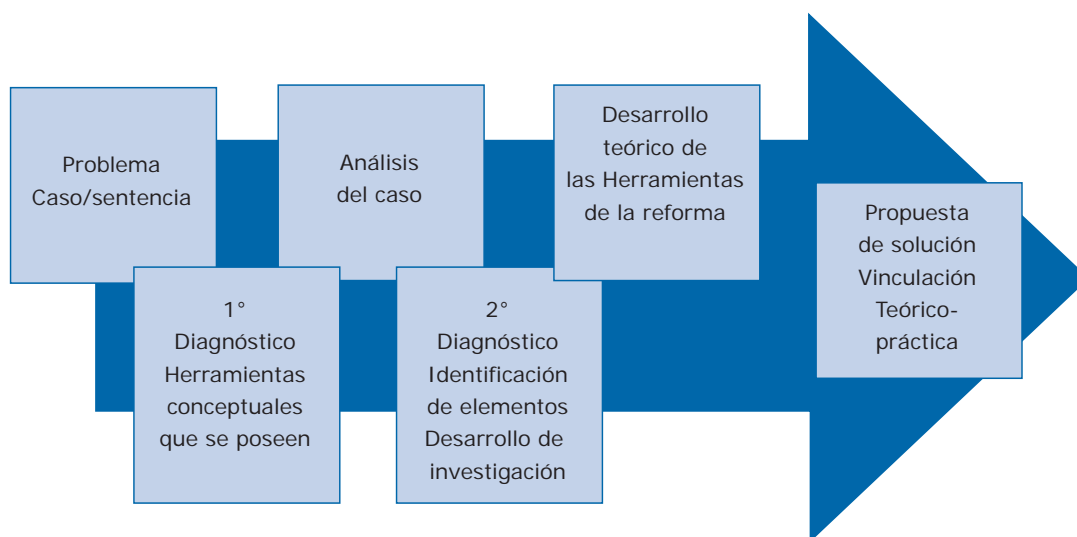 Problema
Caso/sentencia
1°
Diagnóstico
Herramientas
conceptuales
que se poseen
Análisis
del caso
2°
Diagnóstico
Identificación
de elementos
Desarrollo de
investigación
Desarrollo
teórico de
las Herramientas
de la reforma
Propuesta
de solución
Vinculación
Teórico-
práctica